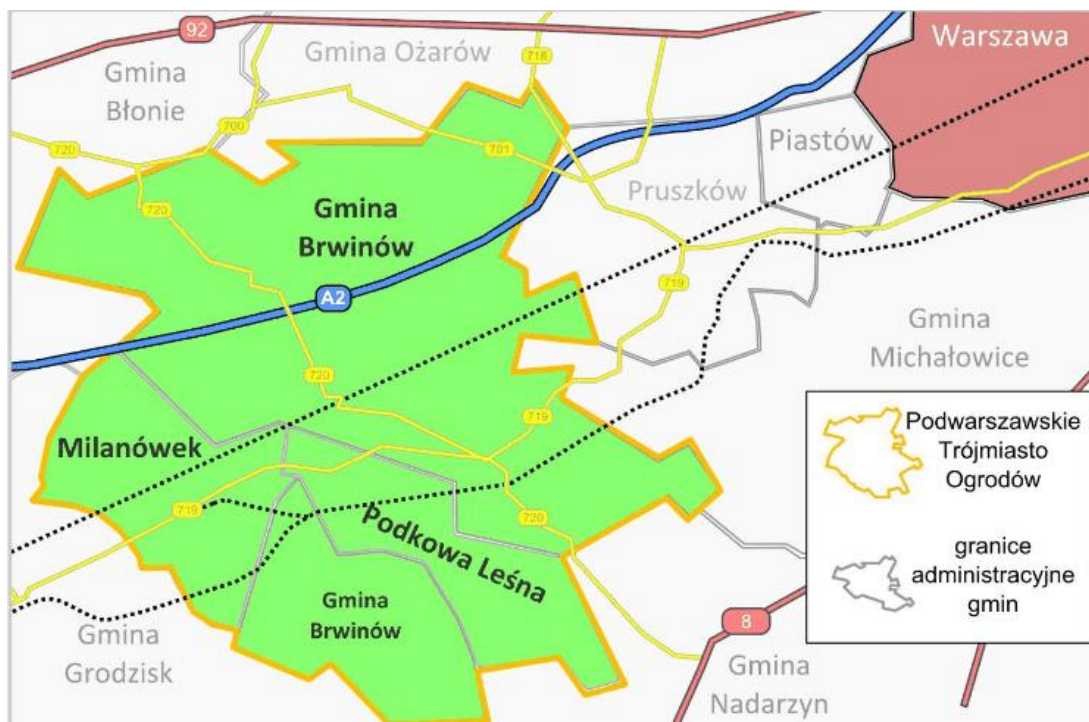 92
Gmina Ożarów
718
Warszawa
Gmina
Błonie
700
720
701
Piastów
Pruszków
720
Gmina
Brwinów
719
A2
Gmina
Michałowice
720
719
Milanówek
Podwarszawskie
Trójmiasto
Ogrodów
719
720
Podkowa Leśna
granice
administracyjne
gmin
Gmina
Brwinów
8
Gmina
Grodzisk
Gmina
Nadarzyn